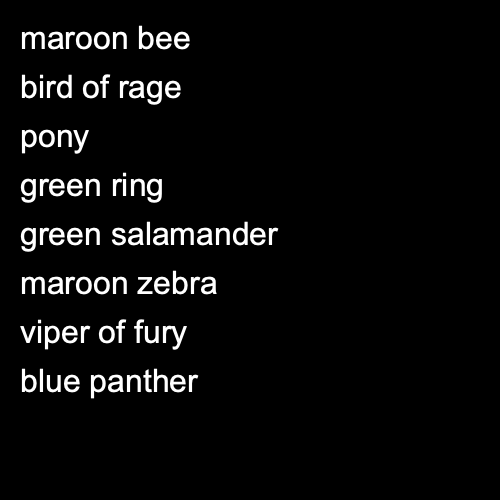 maroon bee
bird of rage
pony
green ring
green salamander
maroon zebra
viper of fury
blue panther